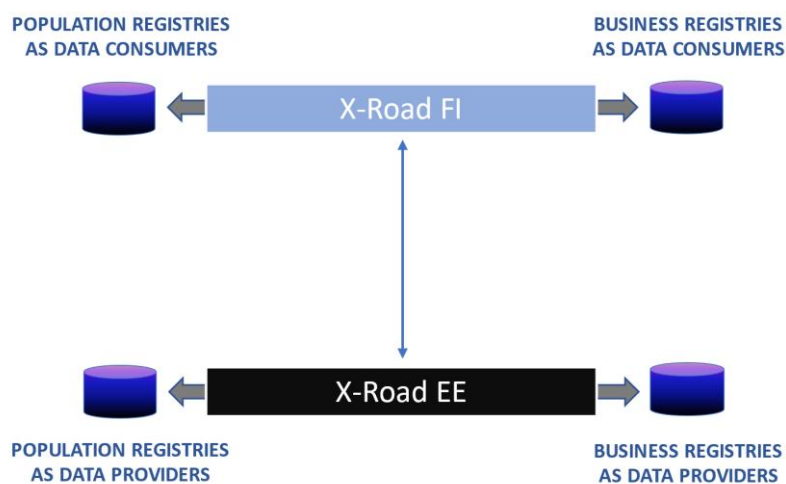 POPULATION REGISTRIES
AS DATA CONSUMERS
BUSINESS REGISTRIES
AS DATA CONSUMERS
X-Road FI
X-Road EE
POPULATION REGISTRIES
AS DATA PROVIDERS
BUSINESS REGISTRIES
AS DATA PROVIDERS